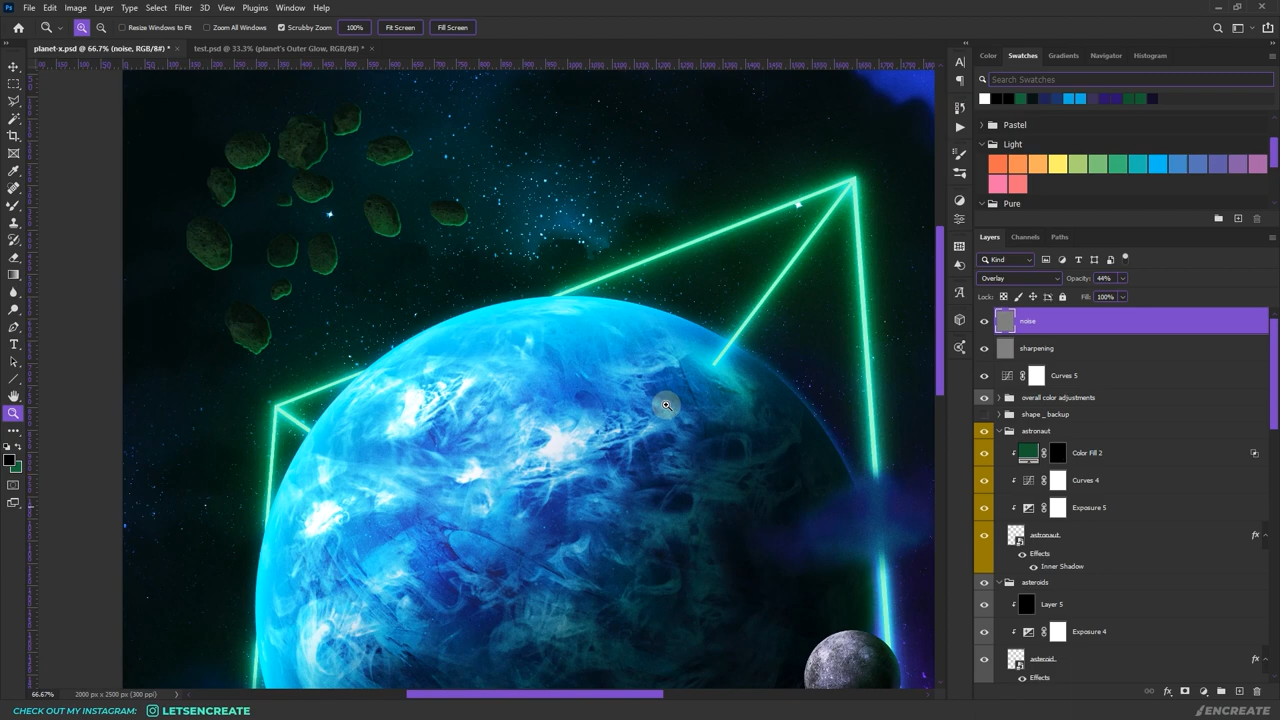 Ps File Edit Image Layer Type Select Filter 3D View Plugins Window Help
Resize Windows to Fit Zoom All Windows Scrubby Zoom 100% Fit Screen Fill Screen
planet-x.psd @ 66.7% (noise, RGB/8#) * × test.psd @ 33.3% (planet's Outer Glow, RGB/8#) * ×
Color Swatches Gradients Navigator Histogram
Search Swatches
Pastel
Light
Pure
Layers Channels Paths
Kind
Overlay Opacity: 44%
Lock: Fill: 100%
noise
sharpening
Curves 5
overall color adjustments
shape _ backup
astronaut
Color Fill 2
Curves 4
Exposure 5
astronaut. fx
Effects
Inner Shadow
asteroids
Layer 5
Exposure 4
asteroid. fx
Effects
66.67% 2000 px x 2500 px (300 ppi)
CHECK OUT MY INSTAGRAM: LETSENCREATE
ENCREATE